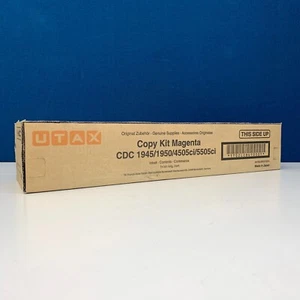 UTAX
Original Zubehör · Genuine Supplies · Accessoires Originaux
THIS SIDE UP
Copy Kit Magenta
CDC 1945/1950/4505ci/5505ci